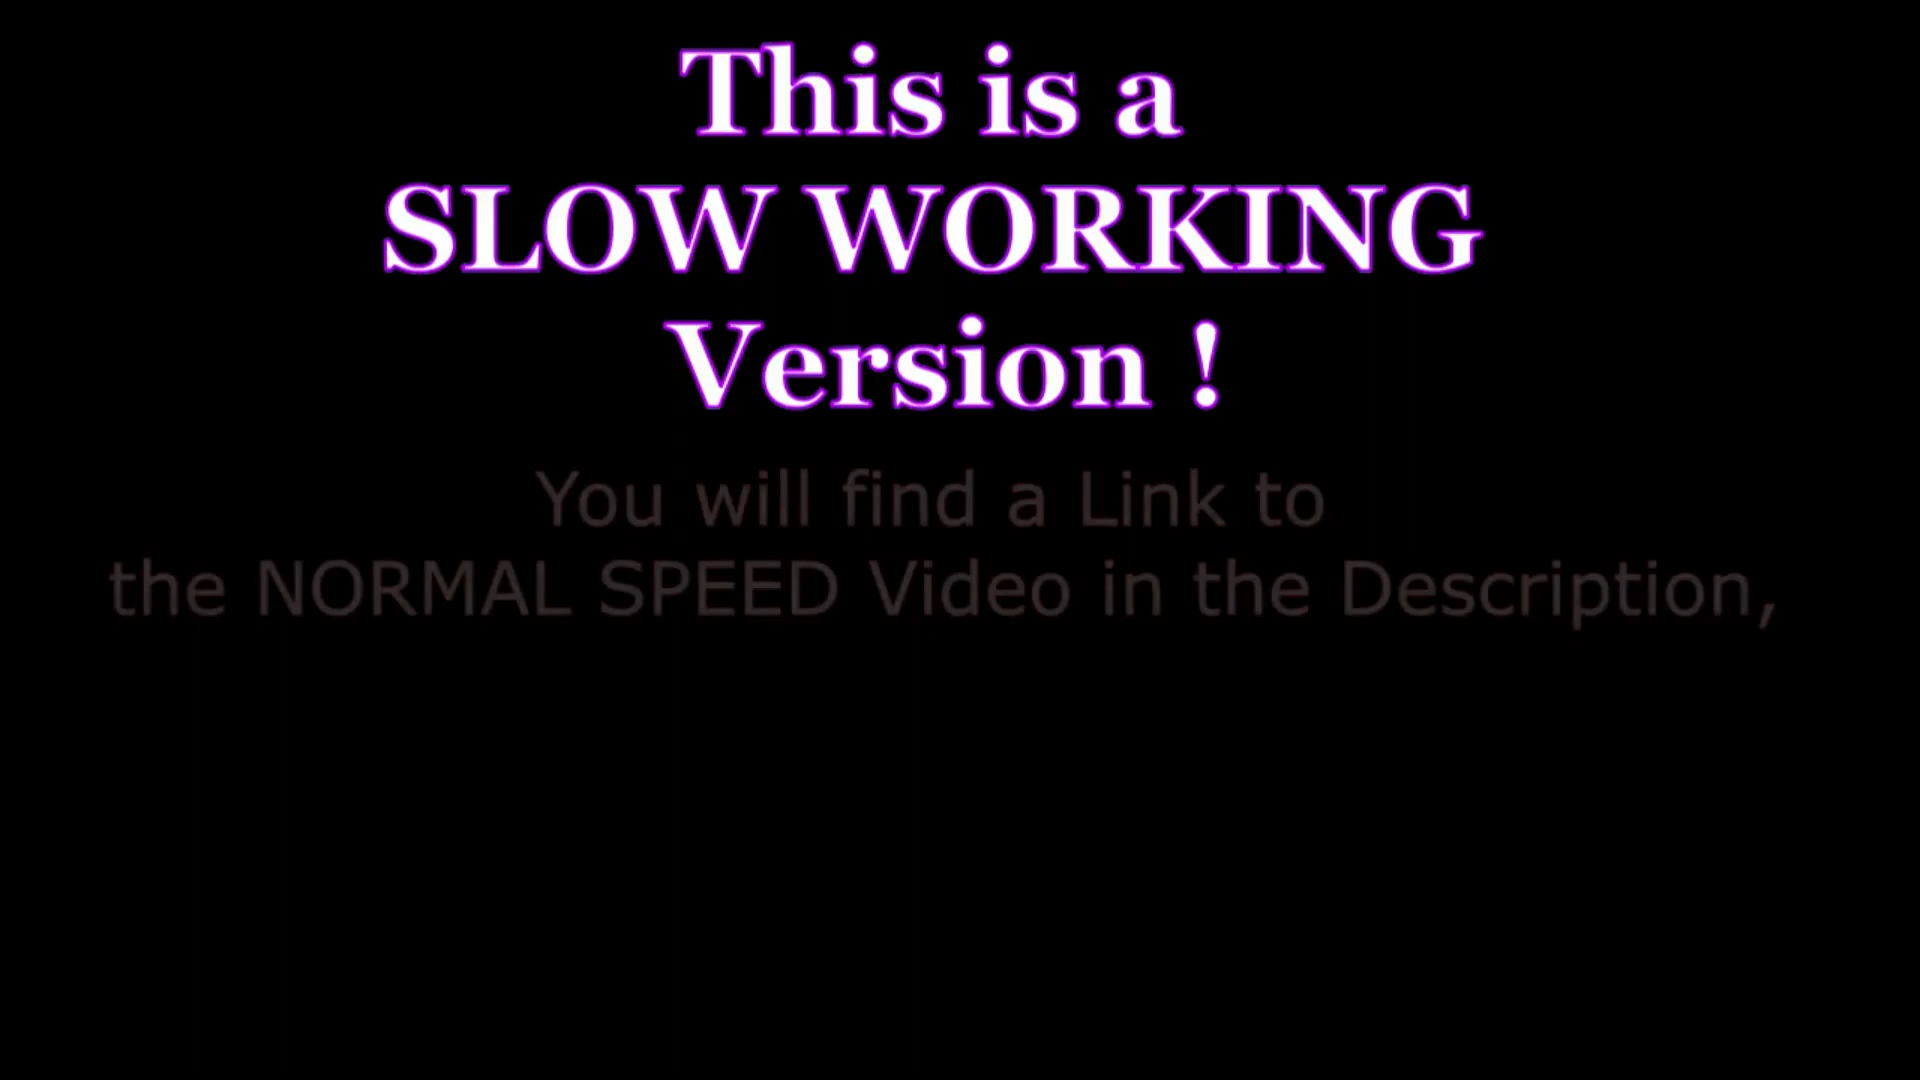 This is a
SLOW WORKING
Version !
You will find a Link to
the NORMAL SPEED Video in the Description,